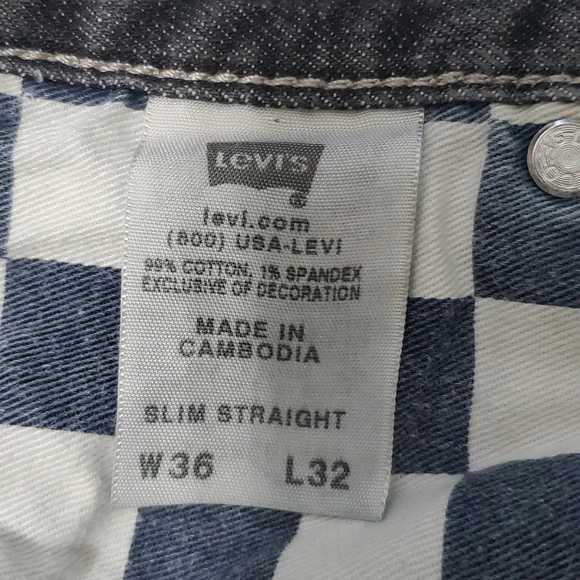 Levi's
®
levi.com
(800) USA-LEVI
99% COTTON, 1% SPANDEX
EXCLUSIVE OF DECORATION
MADE IN
CAMBODIA
SLIM STRAIGHT
W36 L32